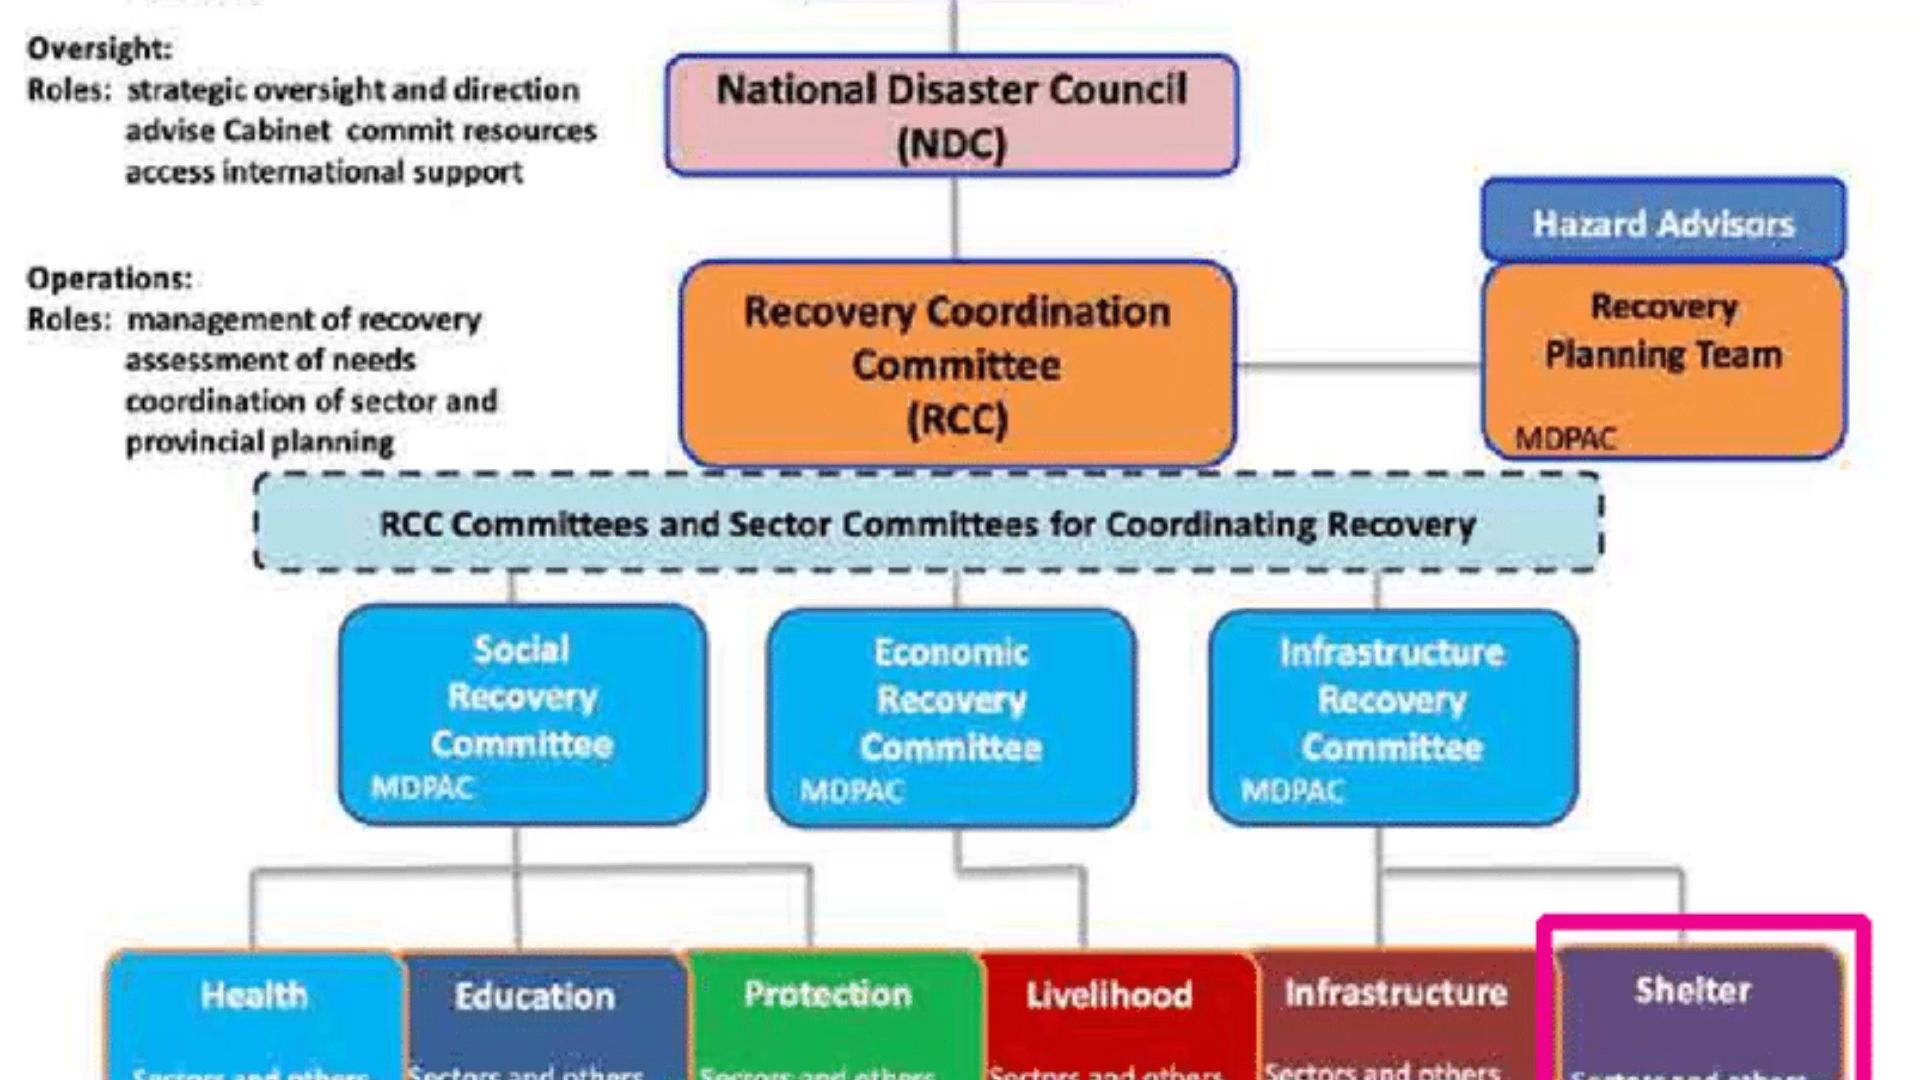 Oversight:
Roles: strategic oversight and direction
advise Cabinet commit resources
access international support
National Disaster Council
(NDC)
Hazard Advisors
Operations:
Roles: management of recovery
assessment of needs
coordination of sector and
provincial planning
Recovery Coordination
Committee
(RCC)
Recovery
Planning Team
MDPAC
RCC Committees and Sector Committees for Coordinating Recovery
Social
Recovery
Committee
MDPAC
Economic
Recovery
Committee
MDPAC
Infrastructure
Recovery
Committee
MDPAC
Health
Education
Protection
Livelihood
Infrastructure
Shelter
Sectors and others
Sectors and others
Sectors and others
Sectors and others
Sectors and others
Sectors and others